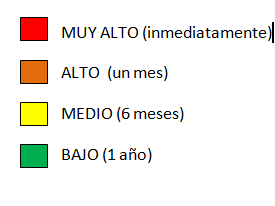 MUY ALTO (inmediatamente)
ALTO (un mes)
MEDIO (6 meses)
BAJO (1 año)